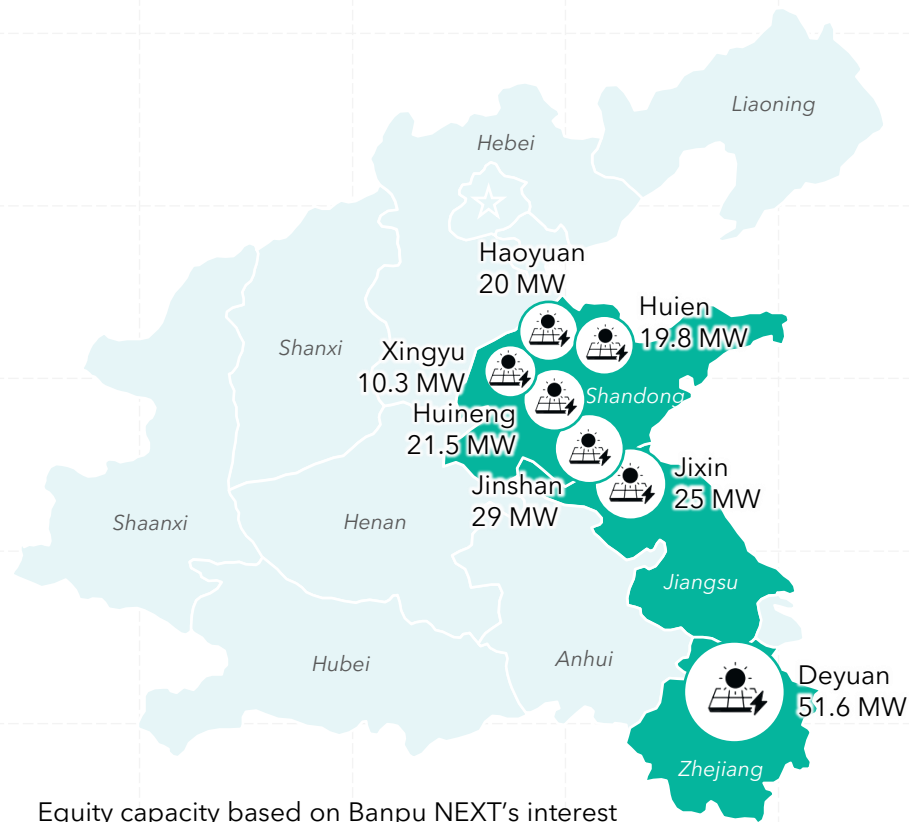 Liaoning
Hebei
Haoyuan
20 MW
Huien
19.8 MW
Shanxi
Xingyu
10.3 MW
Shandong
Huineng
21.5 MW
Jixin
25 MW
Jinshan
29 MW
Shaanxi
Henan
Jiangsu
Hubei
Anhui
Deyuan
51.6 MW
Zhejiang
Equity capacity based on Banpu NEXT's interest